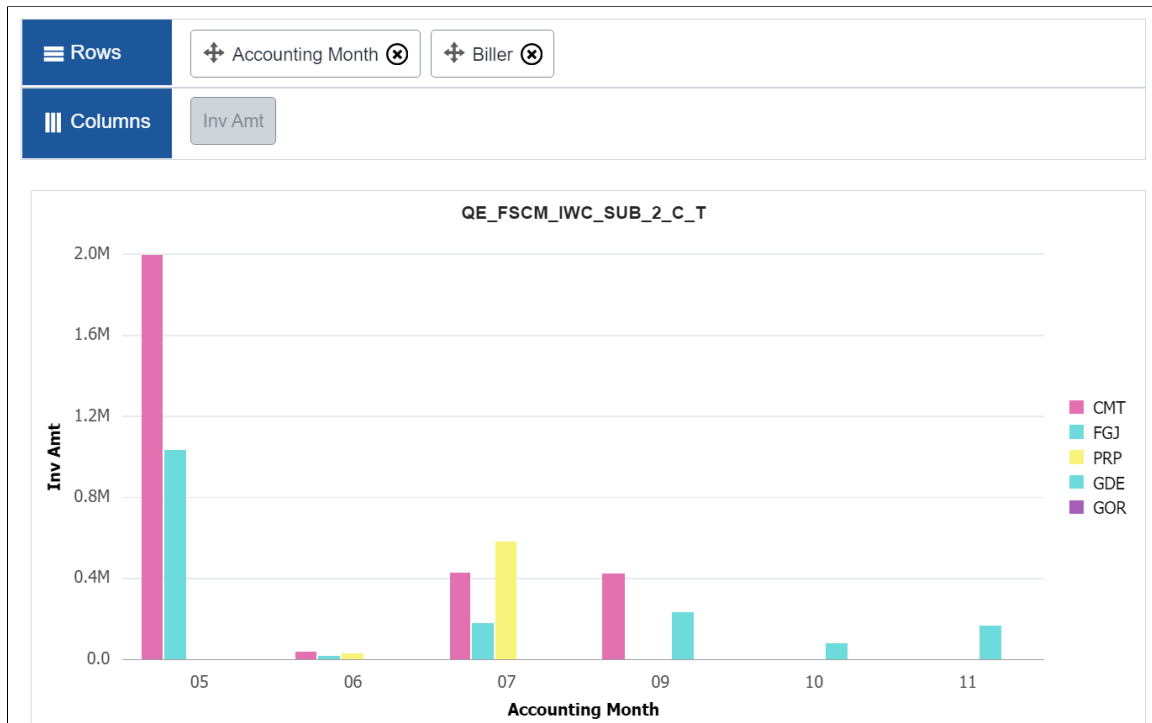 Rows
Accounting Month
Biller
Columns
Inv Amt
QE_FSCM_IWC_SUB_2_C_T
2.0M
1.6M
1.2M
0.8M
0.4M
0.0
Inv Amt
05 06 07 09 10 11
Accounting Month
CMT
FGJ
PRP
GDE
GOR